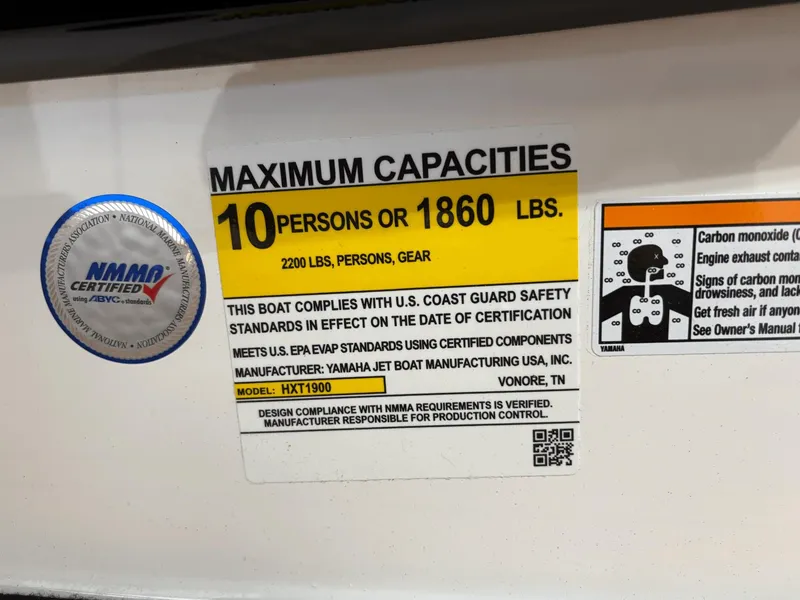 MAXIMUM CAPACITIES
10 PERSONS OR 1860 LBS.
2200 LBS, PERSONS, GEAR
THIS BOAT COMPLIES WITH U.S. COAST GUARD SAFETY
STANDARDS IN EFFECT ON THE DATE OF CERTIFICATION
MEETS U.S. EPA EVAP STANDARDS USING CERTIFIED COMPONENTS
MANUFACTURER: YAMAHA JET BOAT MANUFACTURING USA, INC.
MODEL: HXT1900 VONORE, TN
DESIGN COMPLIANCE WITH NMMA REQUIREMENTS IS VERIFIED.
MANUFACTURER RESPONSIBLE FOR PRODUCTION CONTROL.
NATIONAL MARINE MANUFACTURERS ASSOCIATION • NATIONAL MARINE MANUFACTURERS ASSOCIATION •
NMMA
CERTIFIED
using ABYC standards
Carbon monoxide (
Engine exhaust conta
Signs of carbon mon
drowsiness, and lack
Get fresh air if anyon
See Owner's Manual
YAMAHA